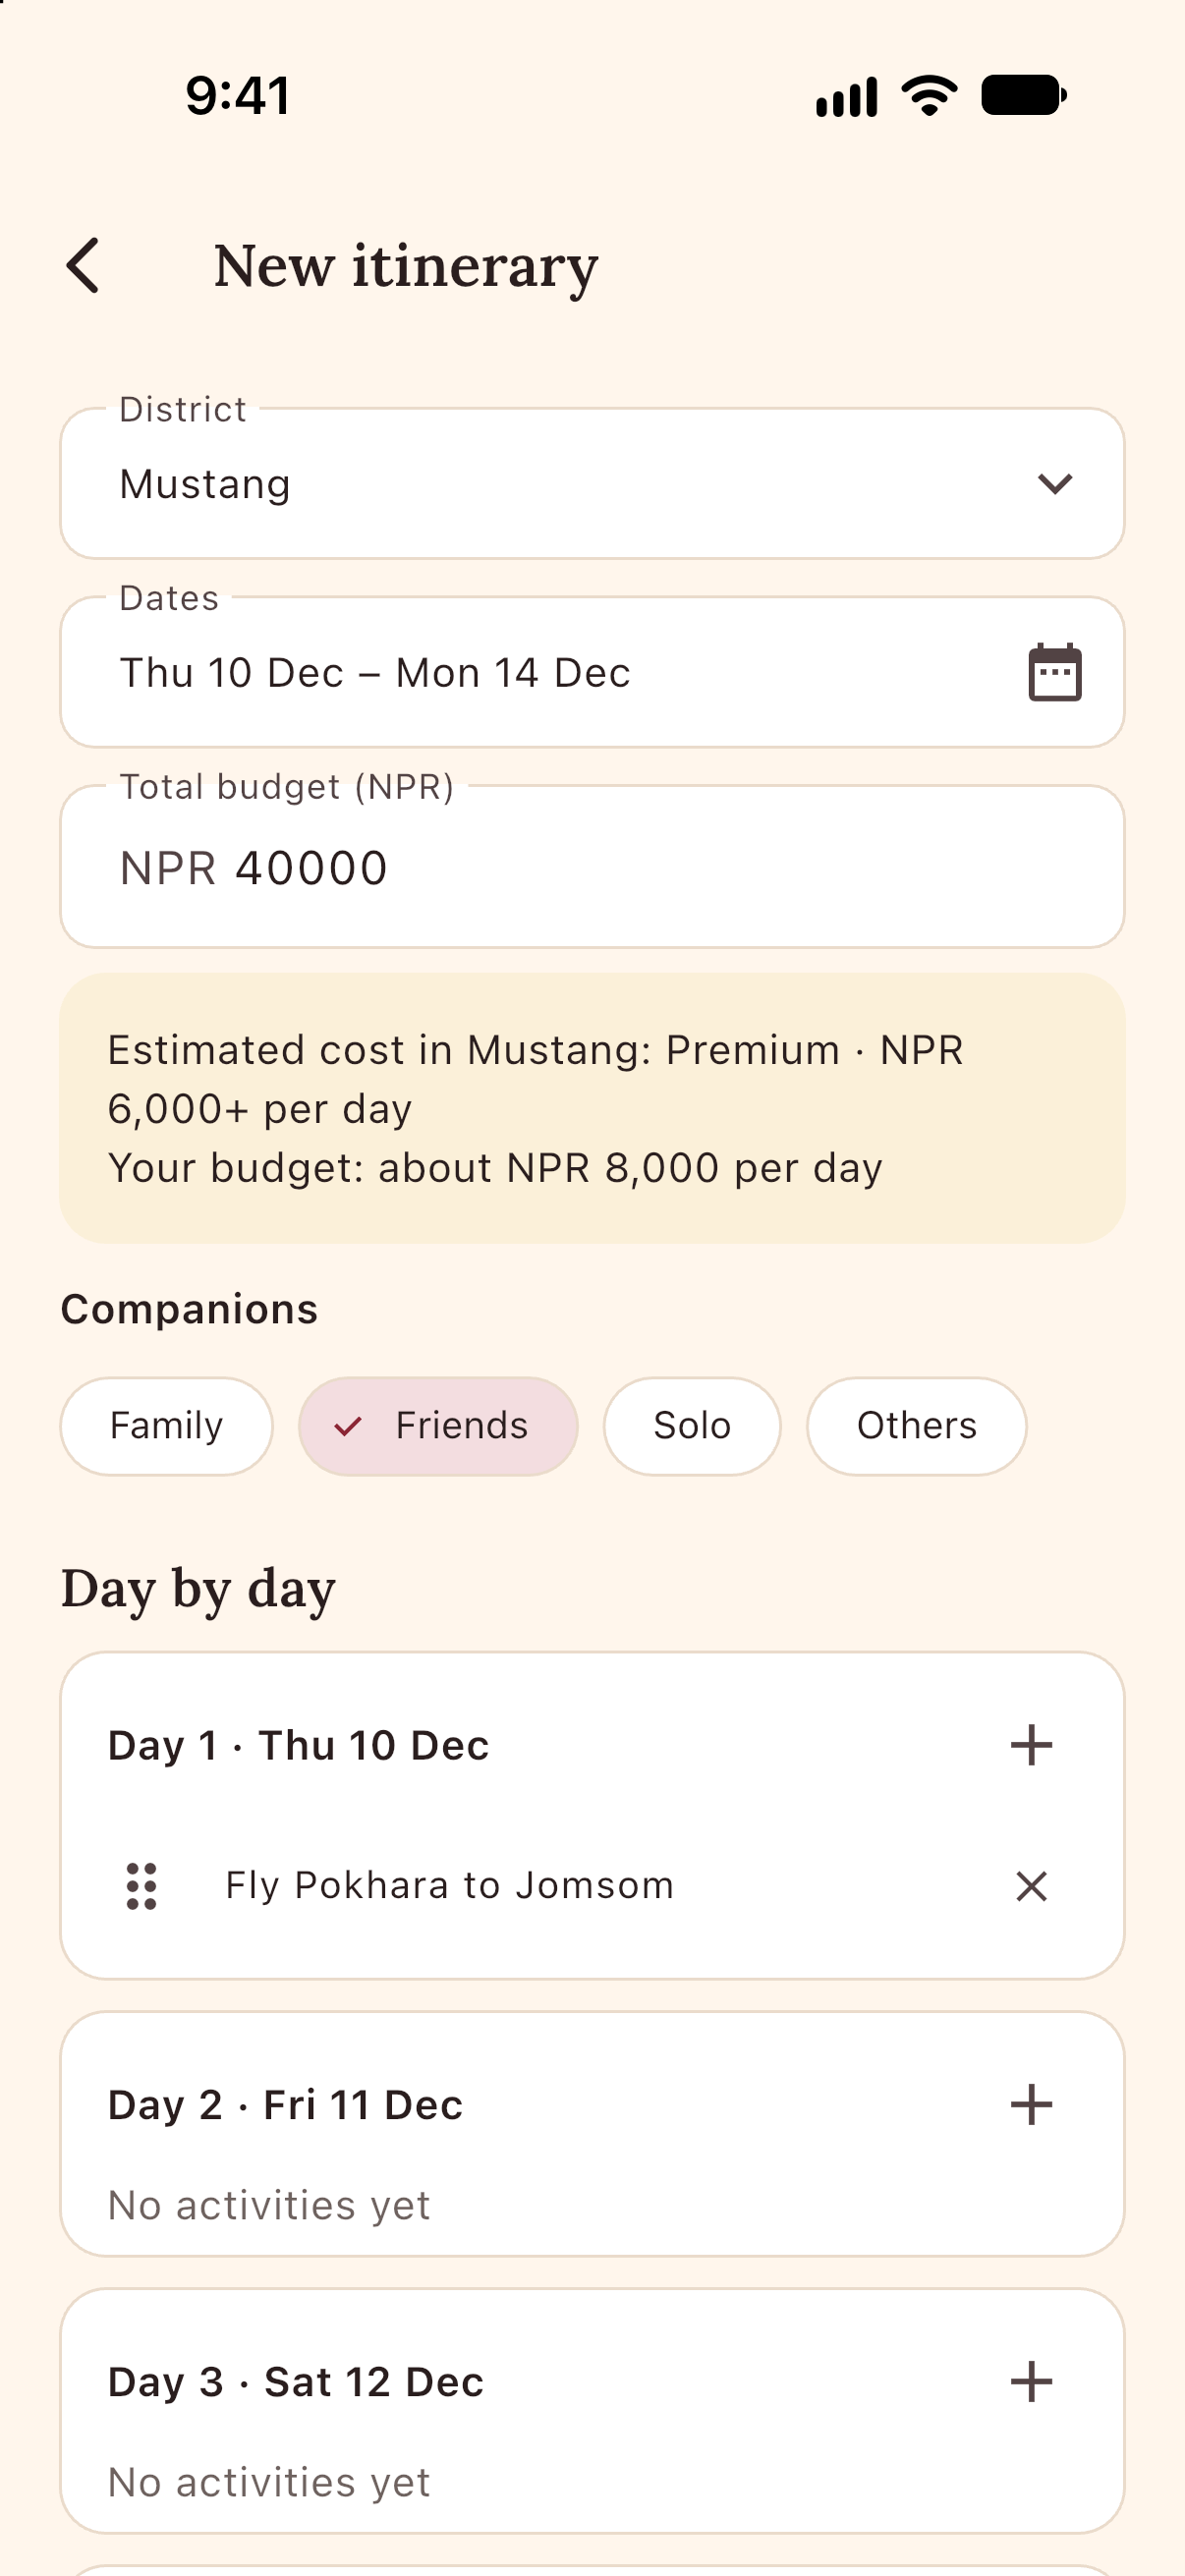 9:41
New itinerary
District
Mustang
Dates
Thu 10 Dec – Mon 14 Dec
Total budget (NPR)
NPR 40000
Estimated cost in Mustang: Premium · NPR
6,000+ per day
Your budget: about NPR 8,000 per day
Companions
Family
Friends
Solo
Others
Day by day
Day 1 · Thu 10 Dec
Fly Pokhara to Jomsom
Day 2 · Fri 11 Dec
No activities yet
Day 3 · Sat 12 Dec
No activities yet